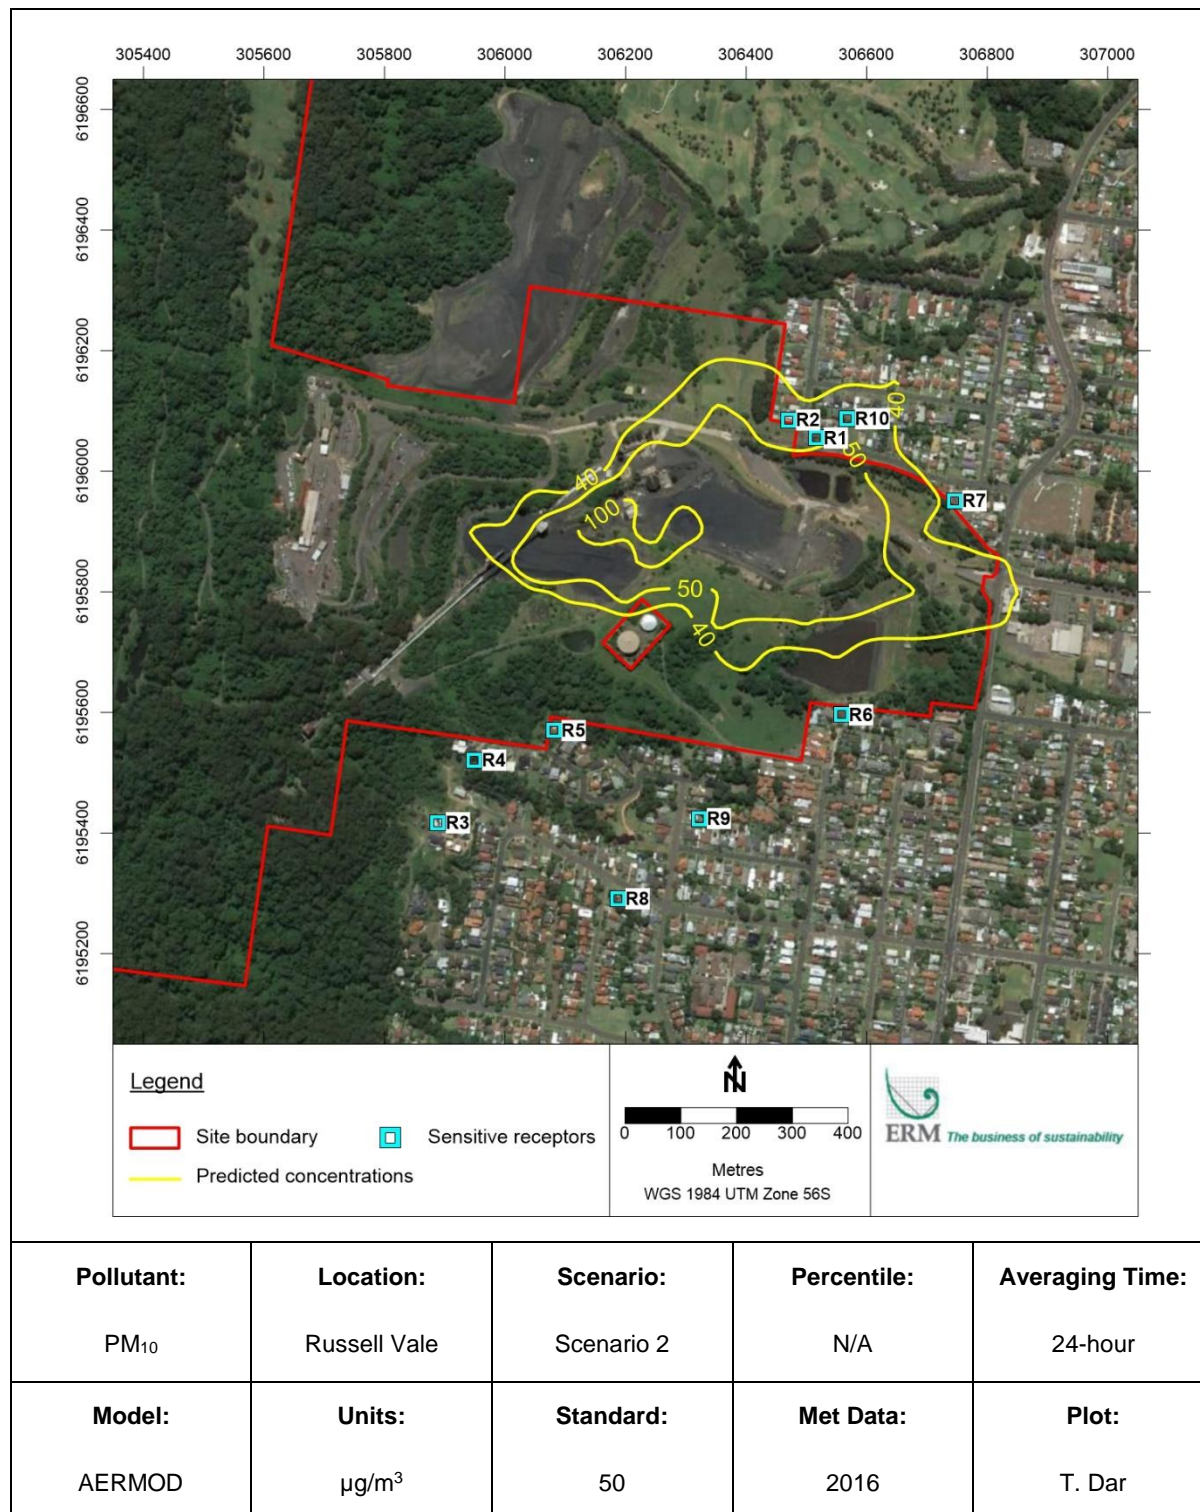 305400 305600 305800 306000 306200 306400 306600 306800 307000
6196600
6196400
6196200
6196000
6195800
6195600
6195400
6195200
40
40
50
100
50
40
R2
R10
R1
R7
R6
R5
R4
R3
R9
R8
Legend
Site boundary
Sensitive receptors
Predicted concentrations
N
0 100 200 300 400
Metres
WGS 1984 UTM Zone 56S
ERM The business of sustainability
Pollutant: Location: Scenario: Percentile: Averaging Time:
PM₁₀ Russell Vale Scenario 2 N/A 24-hour
Model: Units: Standard: Met Data: Plot:
AERMOD µg/m³ 50 2016 T. Dar